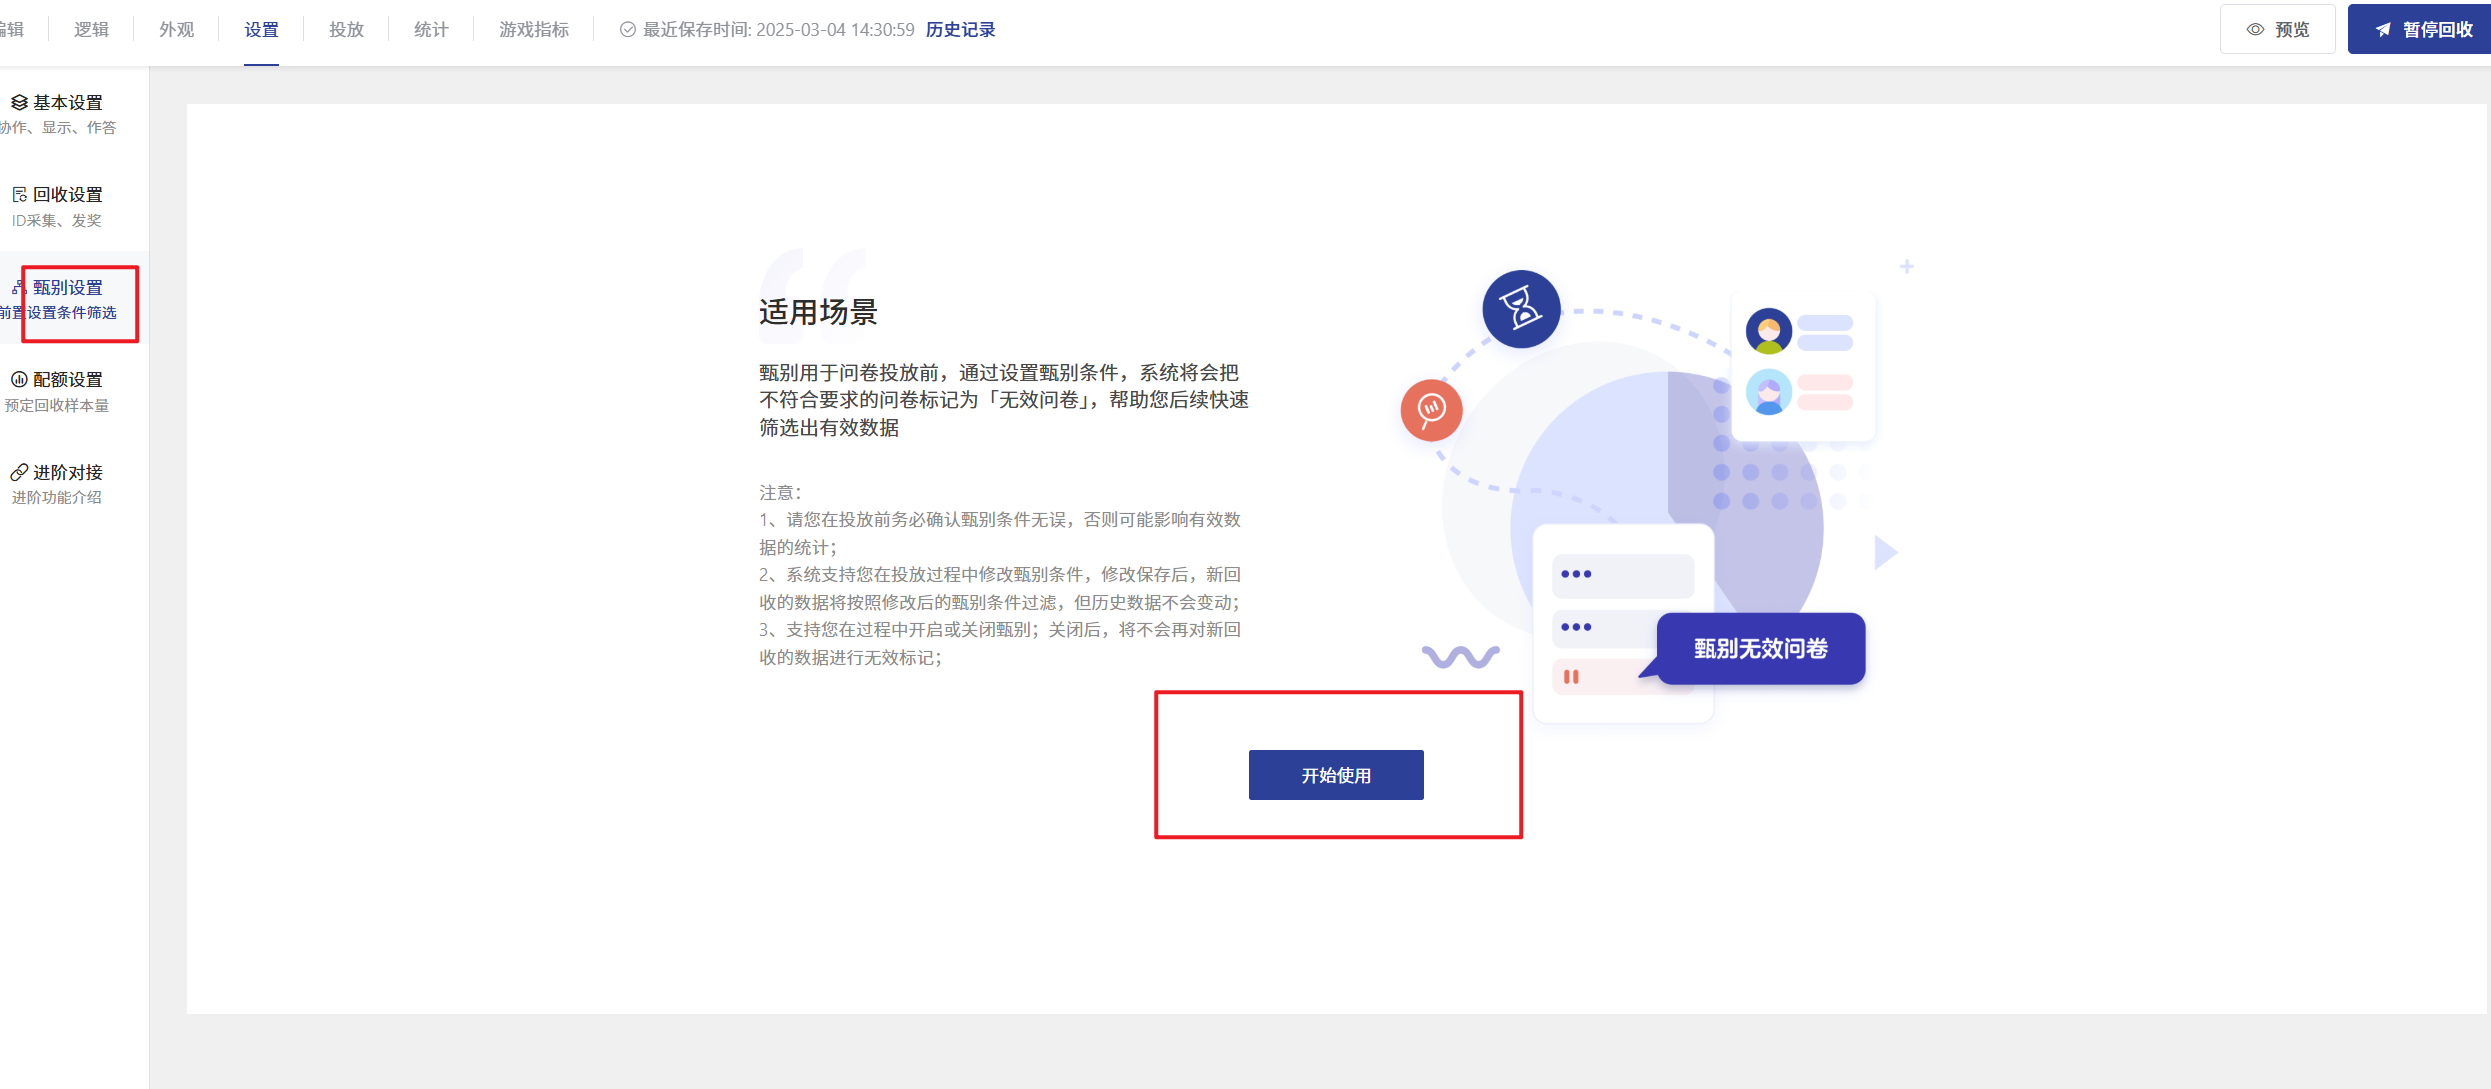 编辑 逻辑 外观 设置 投放 统计 游戏指标 最近保存时间: 2025-03-04 14:30:59 历史记录 预览 暂停回收
基本设置
协作、显示、作答
回收设置
ID采集、发奖
甄别设置
前置设置条件筛选
配额设置
预定回收样本量
进阶对接
进阶功能介绍
适用场景
甄别用于问卷投放前，通过设置甄别条件，系统将会把
不符合要求的问卷标记为「无效问卷」，帮助您后续快速
筛选出有效数据
注意：
1、请您在投放前务必确认甄别条件无误，否则可能影响有效数
据的统计；
2、系统支持您在投放过程中修改甄别条件，修改保存后，新回
收的数据将按照修改后的甄别条件过滤，但历史数据不会变动；
3、支持您在过程中开启或关闭甄别；关闭后，将不会再对新回
收的数据进行无效标记；
甄别无效问卷
开始使用